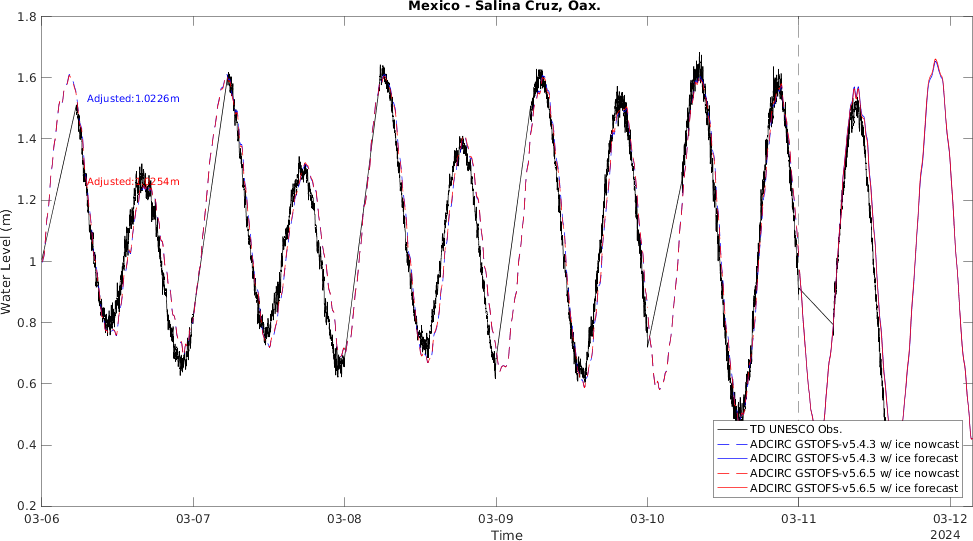 Mexico - Salina Cruz, Oax.
1.8
1.6
1.4
1.2
1
0.8
0.6
0.4
0.2
Water Level (m)
Adjusted:1.0226m
TD UNESCO Obs.
ADCIRC GSTOFS-v5.4.3 w/ ice nowcast
ADCIRC GSTOFS-v5.4.3 w/ ice forecast
ADCIRC GSTOFS-v5.6.5 w/ ice nowcast
ADCIRC GSTOFS-v5.6.5 w/ ice forecast
03-06 03-07 03-08 03-09 03-10 03-11 03-12
Time
2024